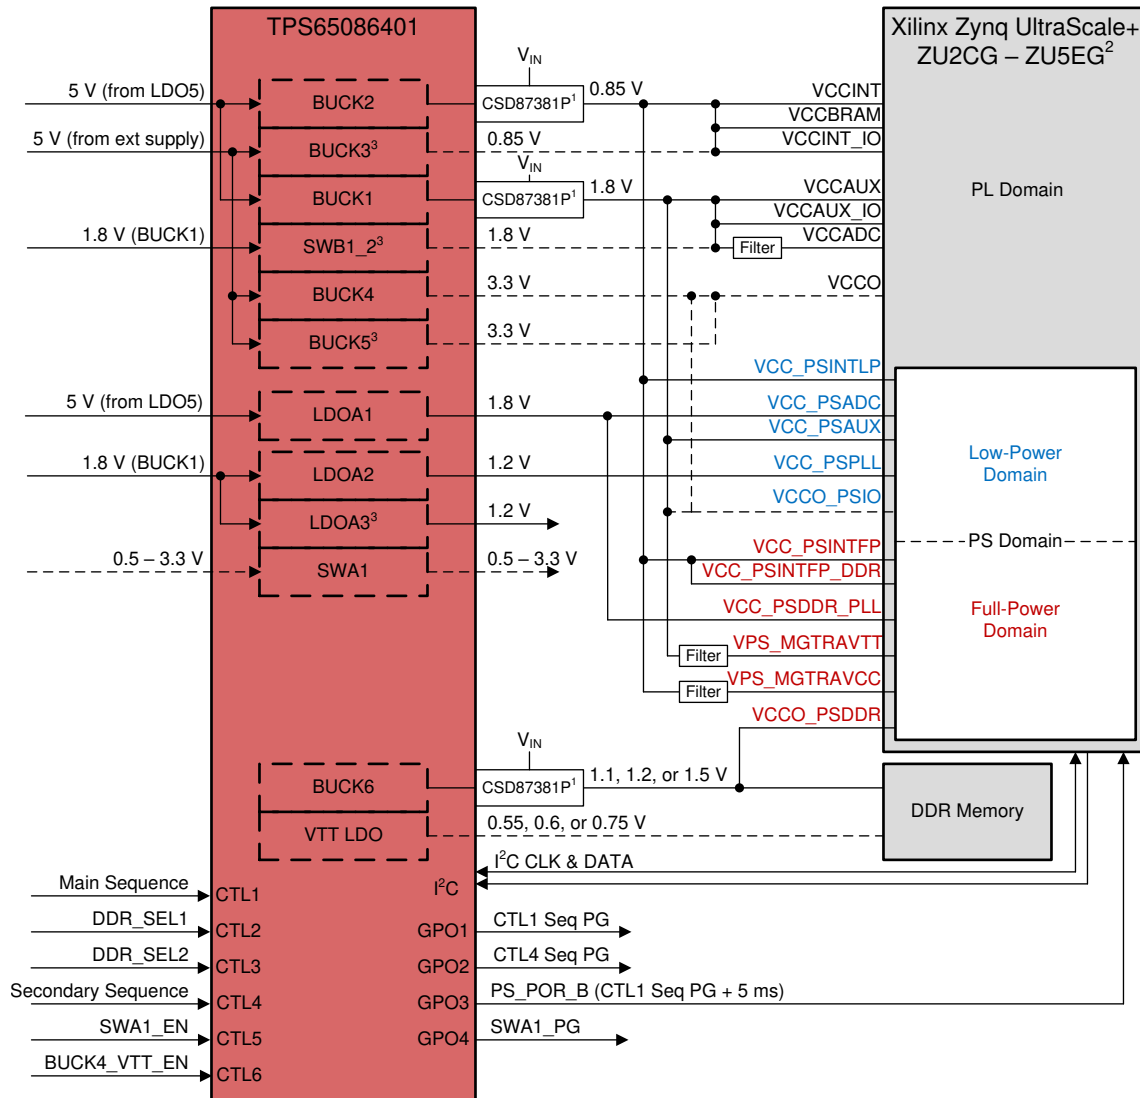 TPS65086401
Xilinx Zynq UltraScale+
ZU2CG – ZU5EG²
V_IN
5 V (from LDO5)
BUCK2
CSD87381P¹
0.85 V
VCCINT
VCCBRAM
5 V (from ext supply)
BUCK3³
0.85 V
VCCINT_IO
V_IN
BUCK1
CSD87381P¹
1.8 V
VCCAUX
PL Domain
VCCAUX_IO
1.8 V (BUCK1)
SWB1_2³
1.8 V
Filter
VCCADC
BUCK4
3.3 V
VCCO
BUCK5³
3.3 V
VCC_PSINTLP
5 V (from LDO5)
LDOA1
1.8 V
VCC_PSADC
VCC_PSAUX
1.8 V (BUCK1)
LDOA2
1.2 V
VCC_PSPLL
Low-Power
Domain
VCCO_PSIO
LDOA3³
1.2 V
PS Domain
0.5 – 3.3 V
SWA1
0.5 – 3.3 V
VCC_PSINTFP
VCC_PSINTFP_DDR
VCC_PSDDR_PLL
Full-Power
Domain
Filter
VPS_MGTRAVTT
Filter
VPS_MGTRAVCC
VCCO_PSDDR
V_IN
BUCK6
CSD87381P¹
1.1, 1.2, or 1.5 V
DDR Memory
VTT LDO
0.55, 0.6, or 0.75 V
I²C CLK & DATA
I²C
Main Sequence
CTL1
DDR_SEL1
CTL2
GPO1
CTL1 Seq PG
DDR_SEL2
CTL3
GPO2
CTL4 Seq PG
Secondary Sequence
CTL4
GPO3
PS_POR_B (CTL1 Seq PG + 5 ms)
SWA1_EN
CTL5
GPO4
SWA1_PG
BUCK4_VTT_EN
CTL6